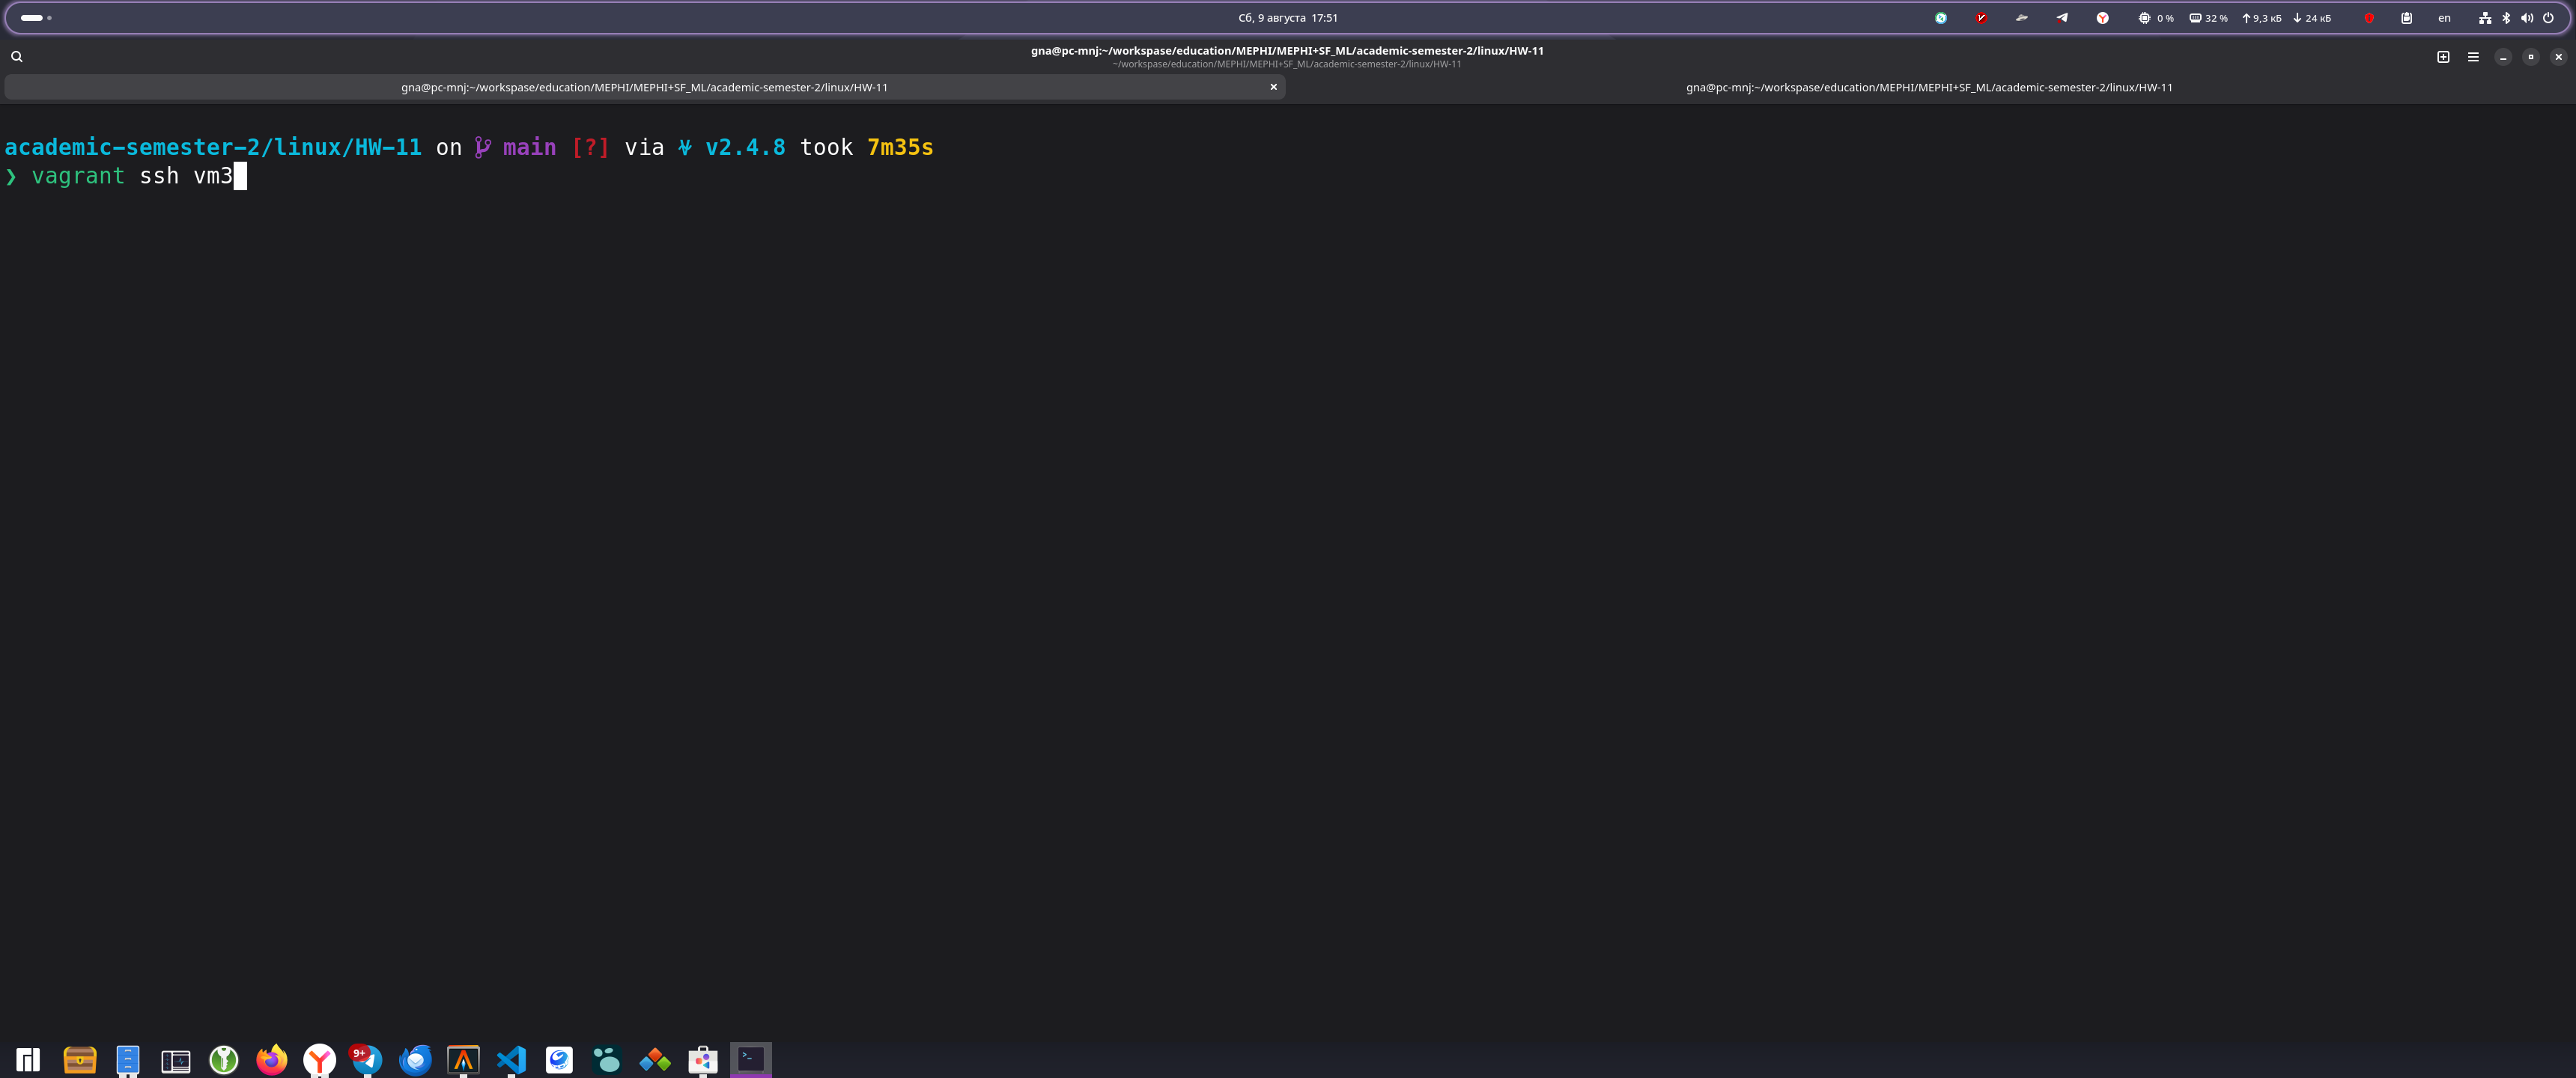 Сб, 9 августа 17:51
0 % 32 % 9,3 кБ 24 кБ en
gna@pc-mnj:~/workspase/education/MEPHI/MEPHI+SF_ML/academic-semester-2/linux/HW-11
~/workspase/education/MEPHI/MEPHI+SF_ML/academic-semester-2/linux/HW-11
gna@pc-mnj:~/workspase/education/MEPHI/MEPHI+SF_ML/academic-semester-2/linux/HW-11 gna@pc-mnj:~/workspase/education/MEPHI/MEPHI+SF_ML/academic-semester-2/linux/HW-11
academic-semester-2/linux/HW-11 on main [?] via v2.4.8 took 7m35s
❯ vagrant ssh vm3
9+